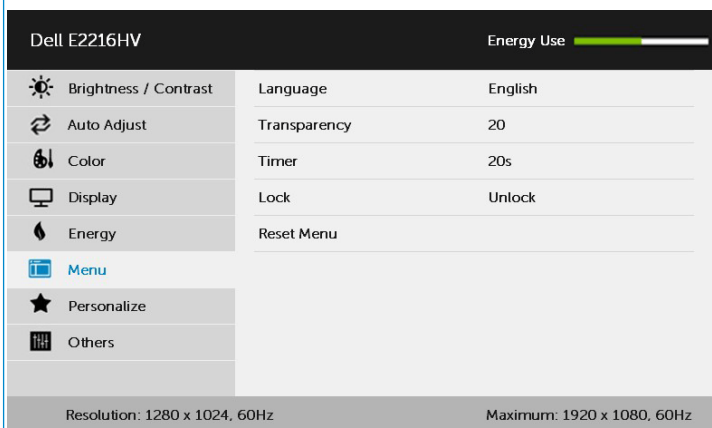 Dell E2216HV Energy Use
Brightness / Contrast Language English
Auto Adjust Transparency 20
Color Timer 20s
Display Lock Unlock
Energy Reset Menu
Menu
Personalize
Others
Resolution: 1280 x 1024, 60Hz Maximum: 1920 x 1080, 60Hz